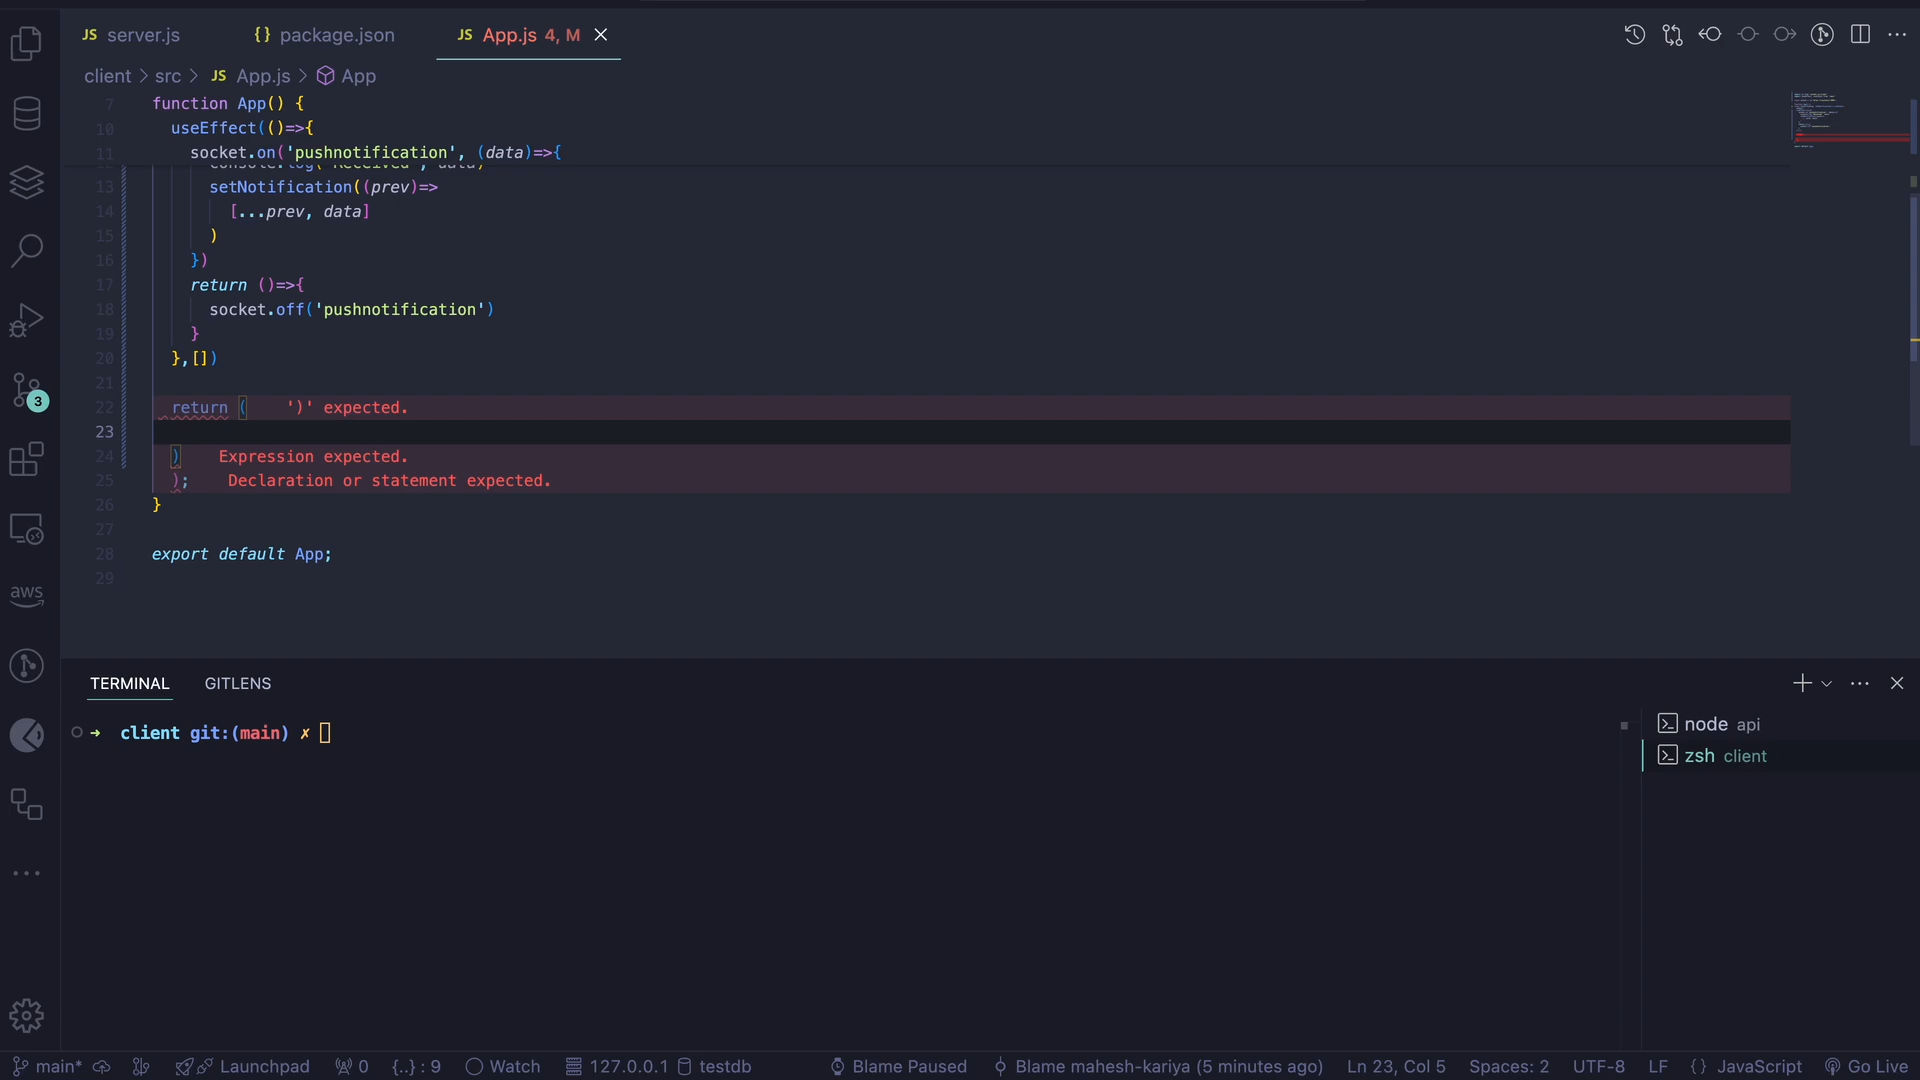 JS server.js {} package.json JS App.js 4, M
client > src > JS App.js > App
7 function App() {
10 useEffect(()=>{
11 socket.on('pushnotification', (data)=>{
12 console.log('Received', data)
13 setNotification((prev)=>
14 [...prev, data]
15 )
16 })
17 return ()=>{
18 socket.off('pushnotification')
19 }
20 },[])
21
22 return ( ')' expected.
23
24 ) Expression expected.
25 ); Declaration or statement expected.
26 }
27
28 export default App;
29
3
aws
TERMINAL GITLENS
client git:(main) ✗
node api
zsh client
main* Launchpad 0 {..} : 9 Watch 127.0.0.1 testdb Blame Paused Blame mahesh-kariya (5 minutes ago) Ln 23, Col 5 Spaces: 2 UTF-8 LF {} JavaScript Go Live